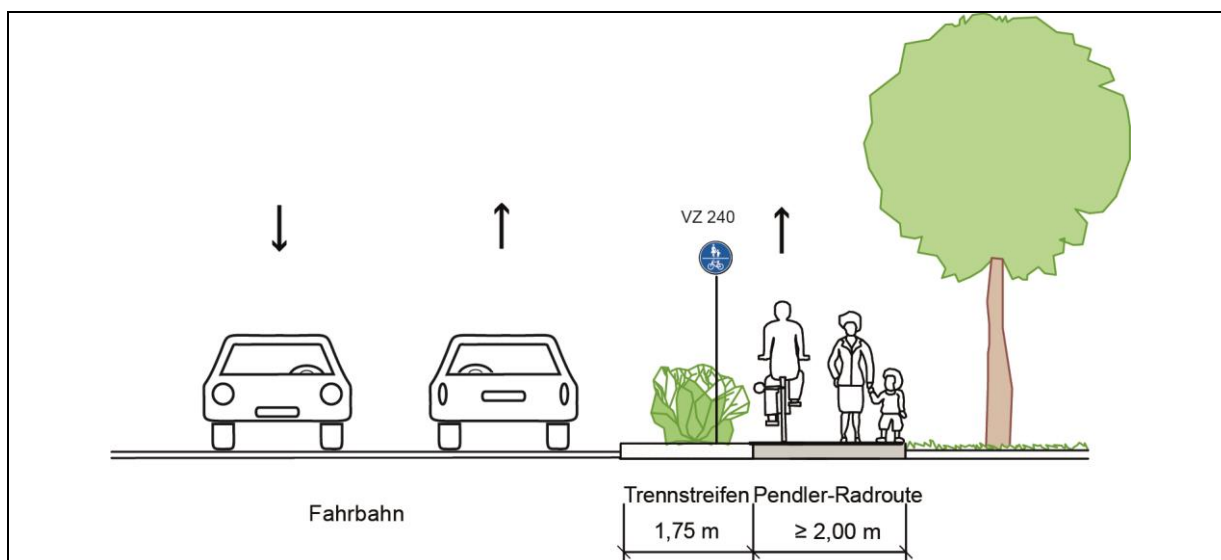 VZ 240
Fahrbahn
Trennstreifen Pendler-Radroute
1,75 m ≥ 2,00 m